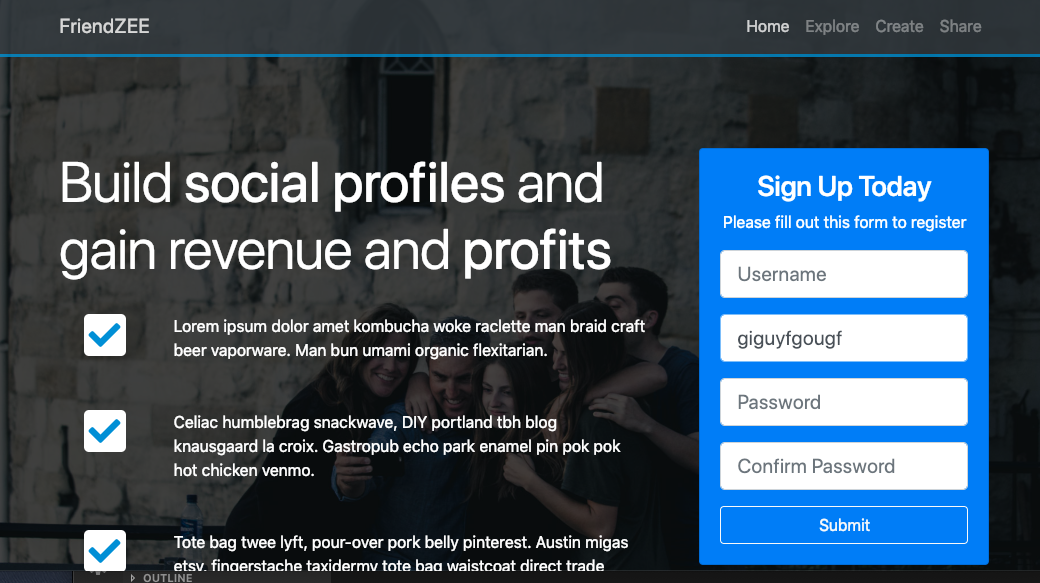 FriendZEE
Home Explore Create Share
Build social profiles and
gain revenue and profits
Lorem ipsum dolor amet kombucha woke raclette man braid craft
beer vaporware. Man bun umami organic flexitarian.
Celiac humblebrag snackwave, DIY portland tbh blog
knausgaard la croix. Gastropub echo park enamel pin pok pok
hot chicken venmo.
Tote bag twee lyft, pour-over pork belly pinterest. Austin migas
etsy, fingerstache taxidermy tote bag waistcoat direct trade
Sign Up Today
Please fill out this form to register
Username
giguyfgougf
Password
Confirm Password
Submit
OUTLINE